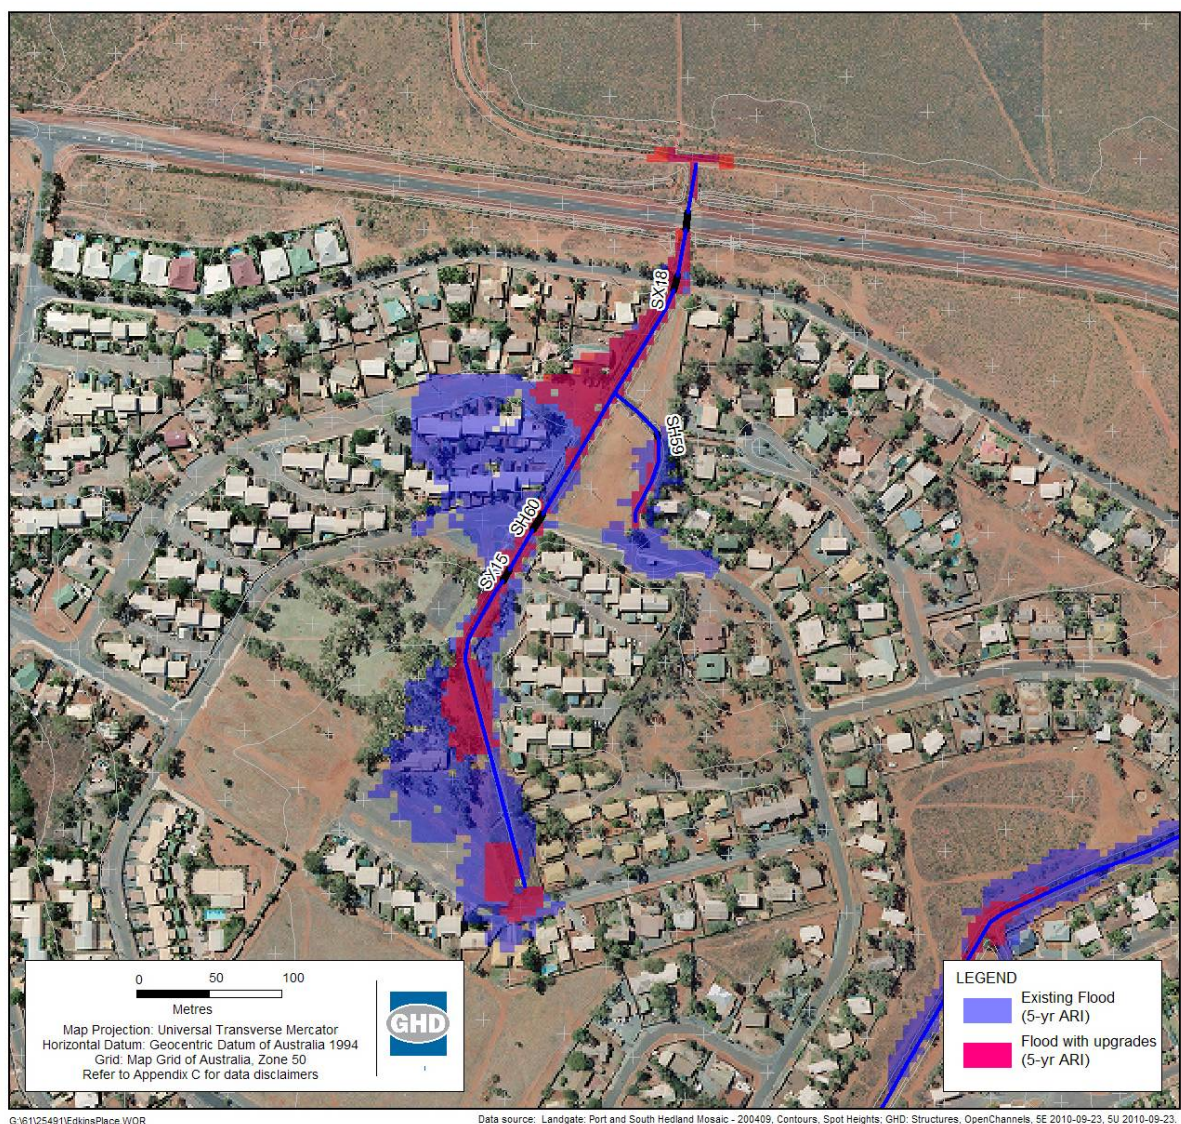 SX18
SH59
SH60
SX15
0 50 100
Metres
Map Projection: Universal Transverse Mercator
Horizontal Datum: Geocentric Datum of Australia 1994
Grid: Map Grid of Australia, Zone 50
Refer to Appendix C for data disclaimers
GHD
LEGEND
Existing Flood
(5-yr ARI)
Flood with upgrades
(5-yr ARI)
G:\61\25491\EdkinsPlace.WOR
Data source: Landgate: Port and South Hedland Mosaic - 200409, Contours, Spot Heights; GHD: Structures, OpenChannels, 5E 2010-09-23, 5U 2010-09-23.